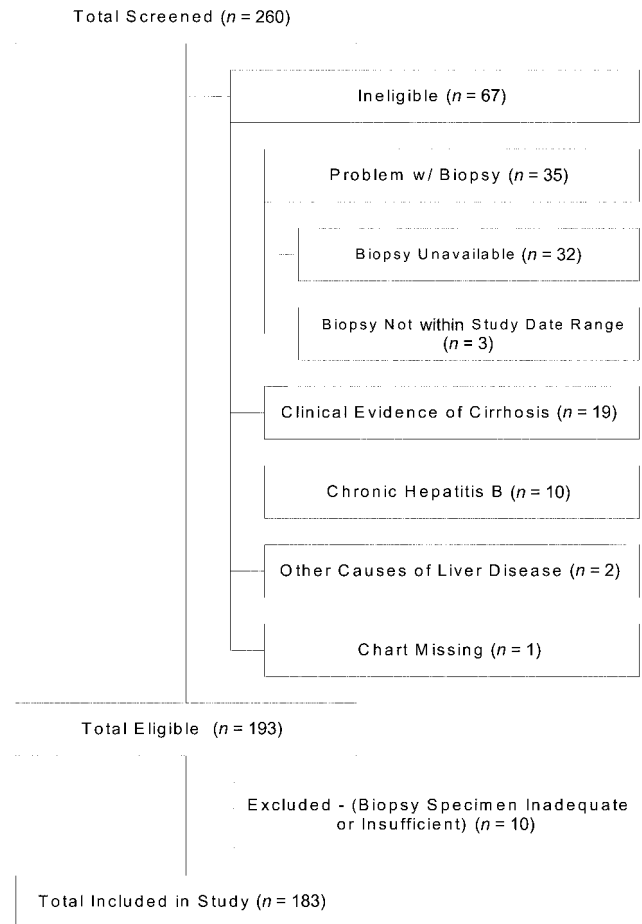 Total Screened (n = 260)
Ineligible (n = 67)
Problem w/ Biopsy (n = 35)
Biopsy Unavailable (n = 32)
Biopsy Not within Study Date Range
(n = 3)
Clinical Evidence of Cirrhosis (n = 19)
Chronic Hepatitis B (n = 10)
Other Causes of Liver Disease (n = 2)
Chart Missing (n = 1)
Total Eligible (n = 193)
Excluded - (Biopsy Specimen Inadequate
or Insufficient) (n = 10)
Total Included in Study (n = 183)